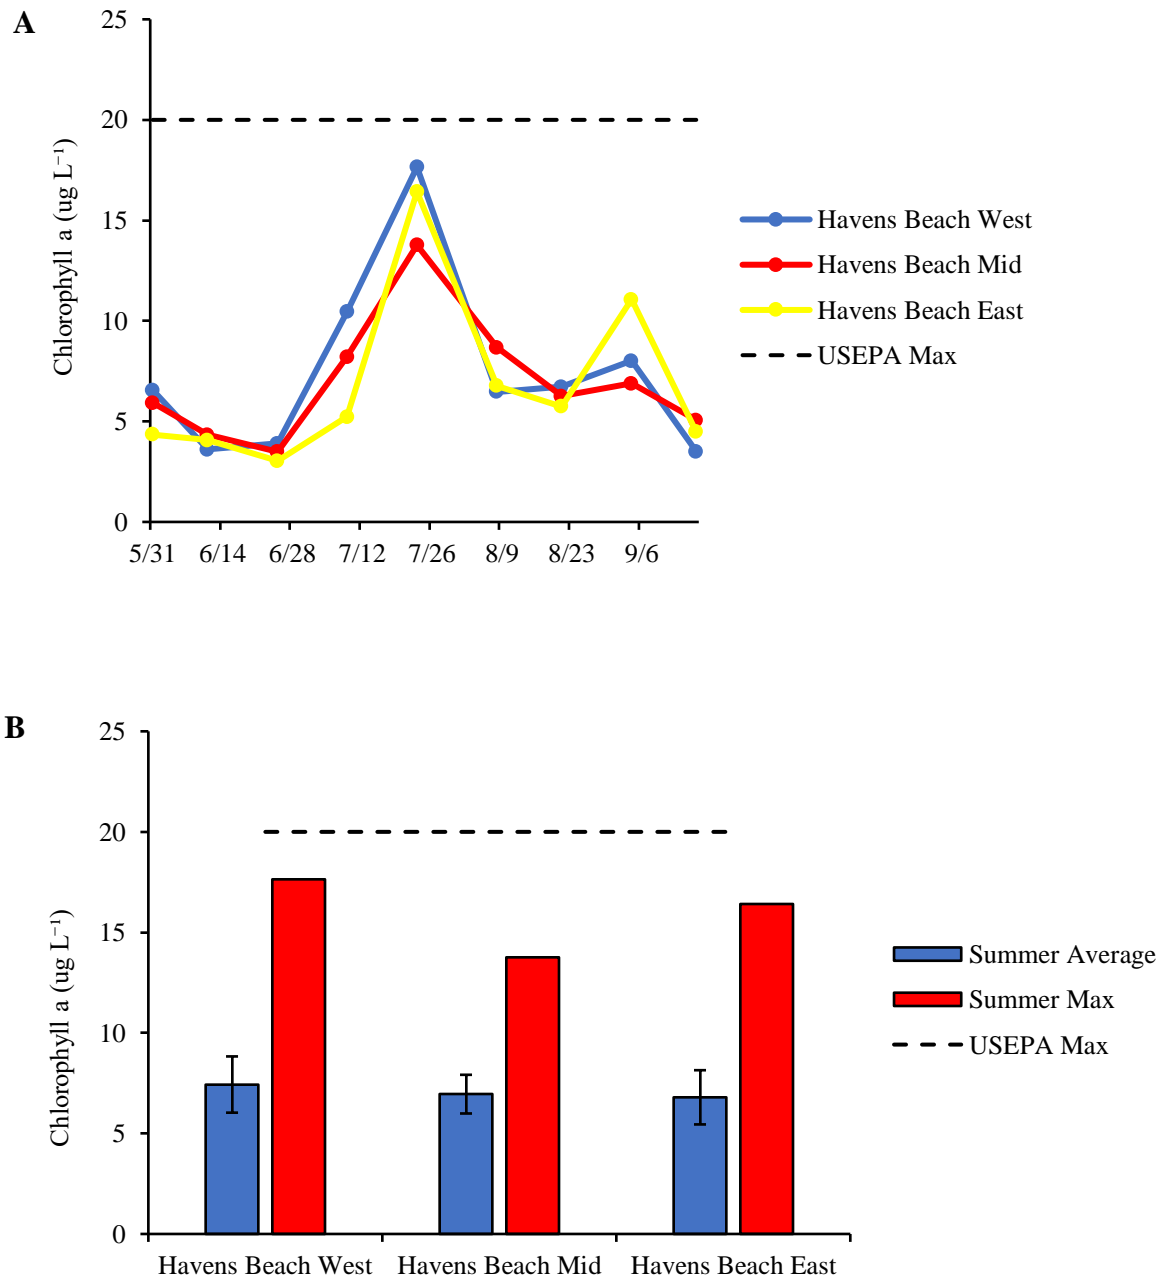 A
25
20
15
10
5
0
Chlorophyll a (ug L⁻¹)
5/31 6/14 6/28 7/12 7/26 8/9 8/23 9/6
Havens Beach West
Havens Beach Mid
Havens Beach East
USEPA Max
B
25
20
15
10
5
0
Chlorophyll a (ug L⁻¹)
Havens Beach West Havens Beach Mid Havens Beach East
Summer Average
Summer Max
USEPA Max